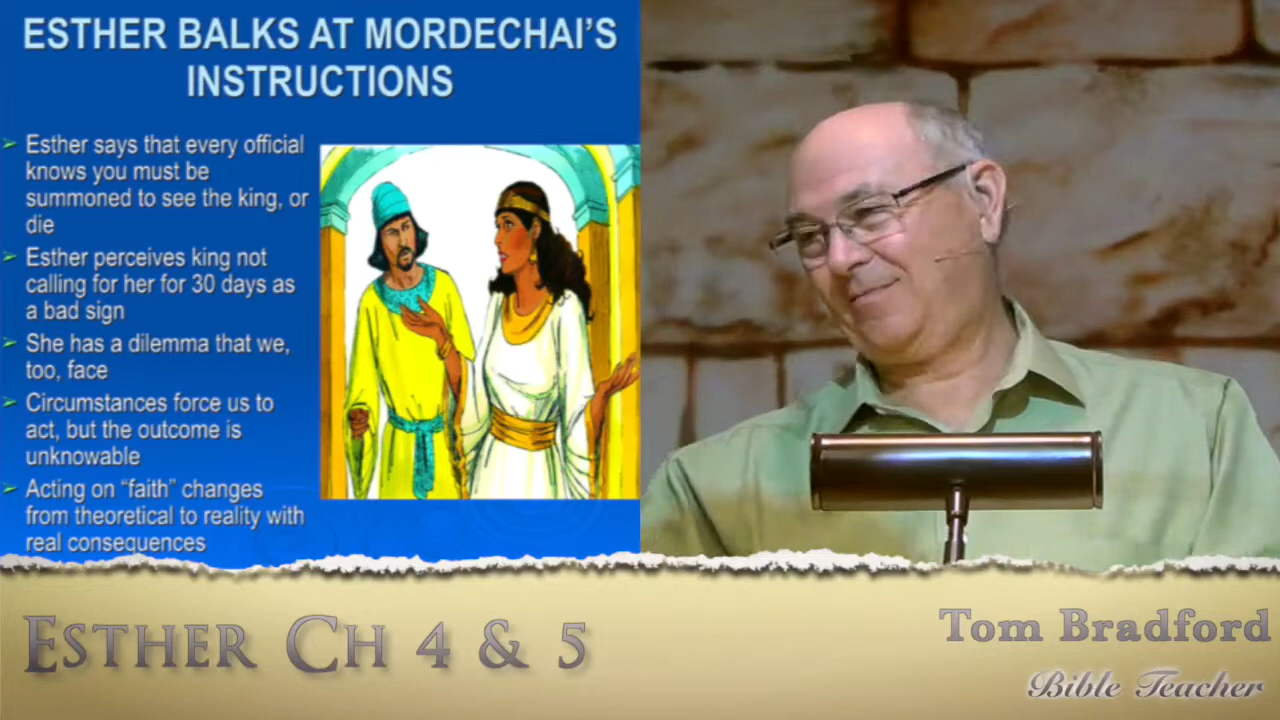 ESTHER BALKS AT MORDECHAI'S
INSTRUCTIONS
Esther says that every official
knows you must be
summoned to see the king, or
die
Esther perceives king not
calling for her for 30 days as
a bad sign
She has a dilemma that we,
too, face
Circumstances force us to
act, but the outcome is
unknowable
Acting on “faith” changes
from theoretical to reality with
real consequences
Esther Ch 4 & 5
Tom Bradford
Bible Teacher